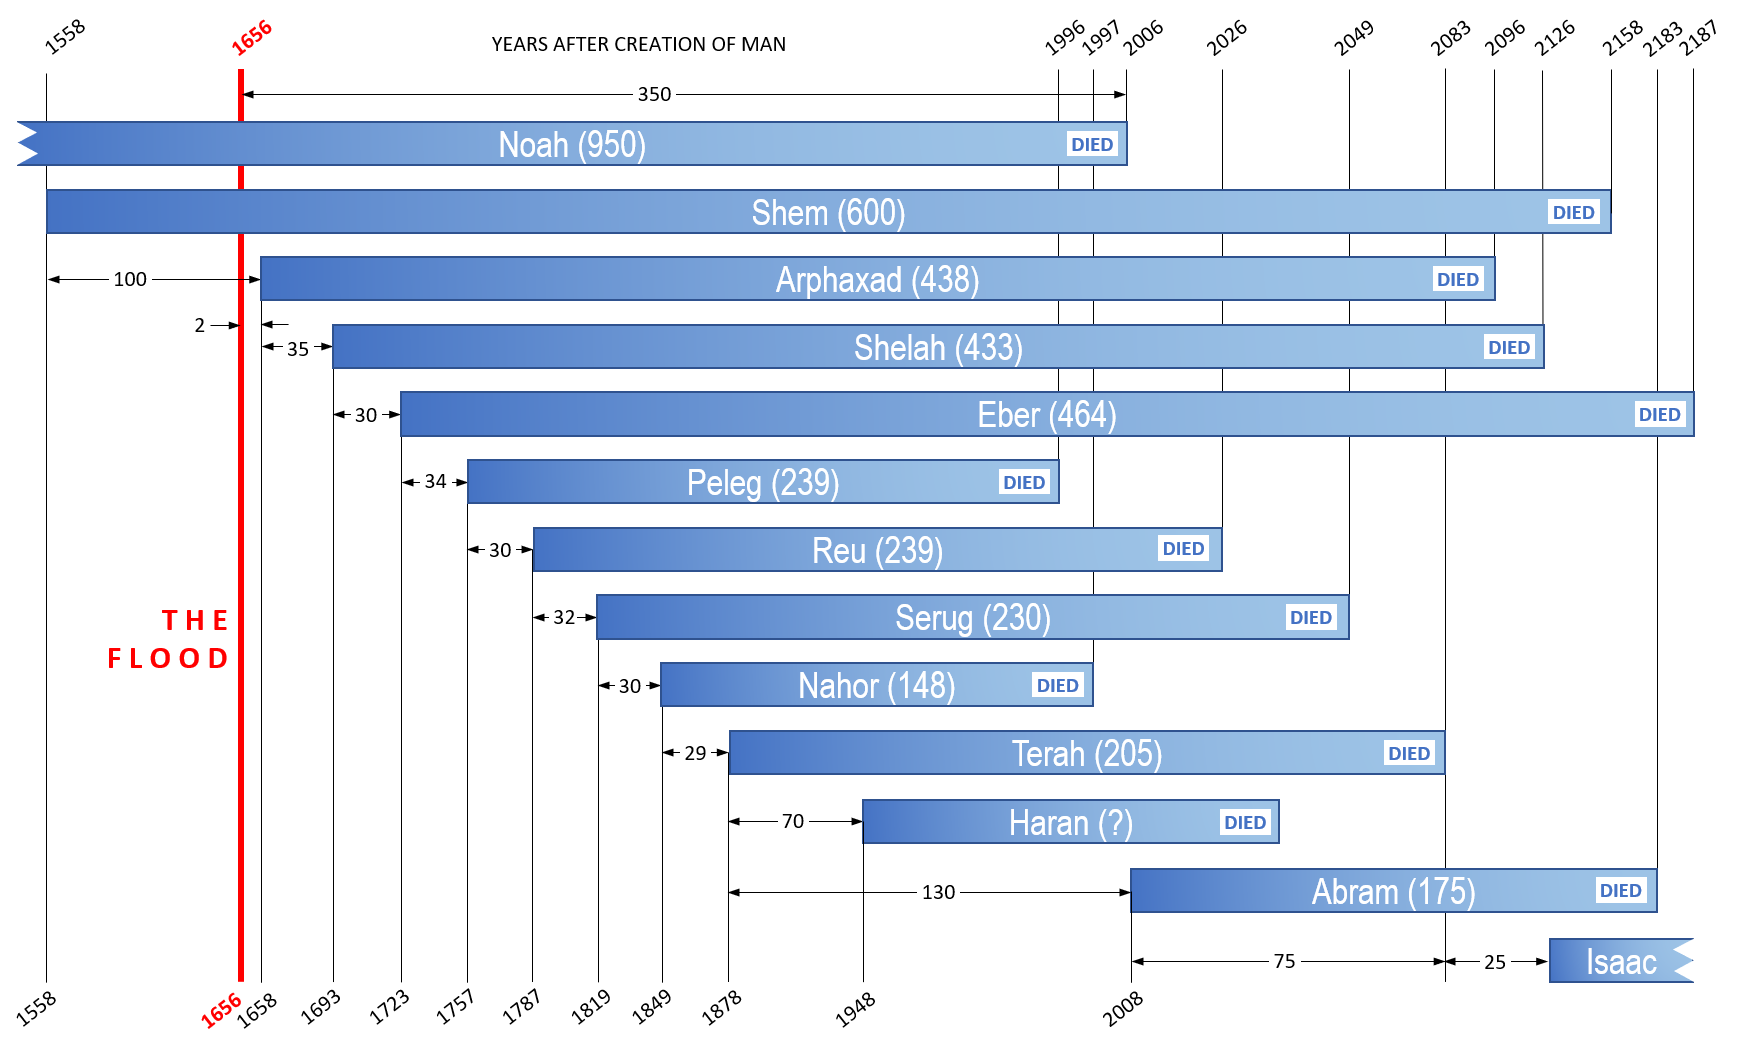 1558
1656
YEARS AFTER CREATION OF MAN
1996
1997
2006
2026
2049
2083
2096
2126
2158
2183
2187
350
Noah (950)
DIED
Shem (600)
DIED
100
Arphaxad (438)
DIED
2
35
Shelah (433)
DIED
30
Eber (464)
DIED
34
Peleg (239)
DIED
30
Reu (239)
DIED
32
Serug (230)
DIED
THE
FLOOD
30
Nahor (148)
DIED
29
Terah (205)
DIED
70
Haran (?)
DIED
130
Abram (175)
DIED
75
25
Isaac
1558
1656
1658
1693
1723
1757
1787
1819
1849
1878
1948
2008